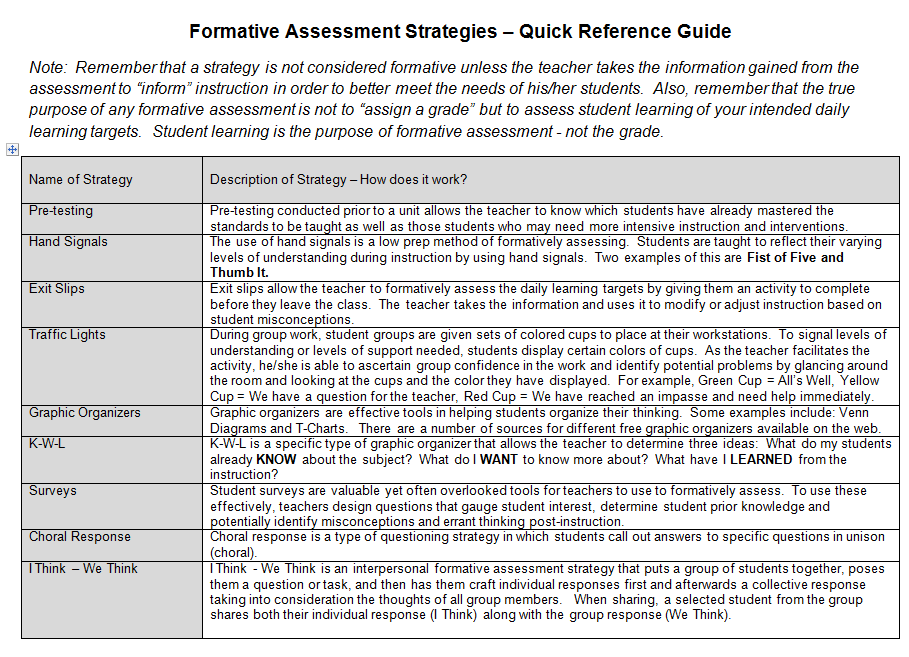 Formative Assessment Strategies – Quick Reference Guide
Note:  Remember that a strategy is not considered formative unless the teacher takes the information gained from the
assessment to “inform” instruction in order to better meet the needs of his/her students.  Also, remember that the true
purpose of any formative assessment is not to “assign a grade” but to assess student learning of your intended daily
learning targets.  Student learning is the purpose of formative assessment - not the grade.
Name of Strategy
Description of Strategy – How does it work?
Pre-testing
Pre-testing conducted prior to a unit allows the teacher to know which students have already mastered the
standards to be taught as well as those students who may need more intensive instruction and interventions.
Hand Signals
The use of hand signals is a low prep method of formatively assessing.  Students are taught to reflect their varying
levels of understanding during instruction by using hand signals.  Two examples of this are Fist of Five and
Thumb It.
Exit Slips
Exit slips allow the teacher to formatively assess the daily learning targets by giving them an activity to complete
before they leave the class.  The teacher takes the information and uses it to modify or adjust instruction based on
student misconceptions.
Traffic Lights
During group work, student groups are given sets of colored cups to place at their workstations.  To signal levels of
understanding or levels of support needed, students display certain colors of cups.  As the teacher facilitates the
activity, he/she is able to ascertain group confidence in the work and identify potential problems by glancing around
the room and looking at the cups and the color they have displayed.  For example, Green Cup = All’s Well, Yellow
Cup = We have a question for the teacher, Red Cup = We have reached an impasse and need help immediately.
Graphic Organizers
Graphic organizers are effective tools in helping students organize their thinking.  Some examples include: Venn
Diagrams and T-Charts.  There are a number of sources for different free graphic organizers available on the web.
K-W-L
K-W-L is a specific type of graphic organizer that allows the teacher to determine three ideas:  What do my students
already KNOW about the subject?  What do I WANT to know more about?  What have I LEARNED from the
instruction?
Surveys
Student surveys are valuable yet often overlooked tools for teachers to use to formatively assess.  To use these
effectively, teachers design questions that gauge student interest, determine student prior knowledge and
potentially identify misconceptions and errant thinking post-instruction.
Choral Response
Choral response is a type of questioning strategy in which students call out answers to specific questions in unison
(choral).
I Think – We Think
I Think - We Think is an interpersonal formative assessment strategy that puts a group of students together, poses
them a question or task, and then has them craft individual responses first and afterwards a collective response
taking into consideration the thoughts of all group members.  When sharing, a selected student from the group
shares both their individual response (I Think) along with the group response (We Think).